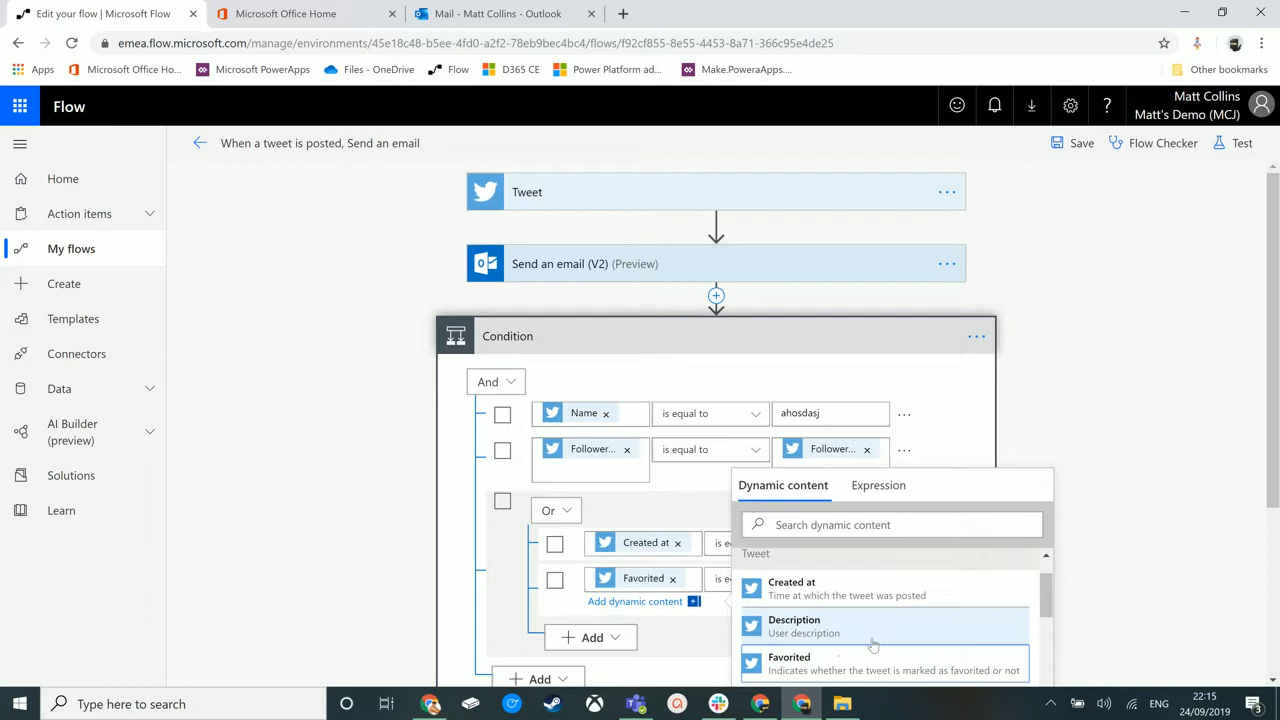 Edit your flow | Microsoft Flow
Microsoft Office Home
Mail - Matt Collins - Outlook
emea.flow.microsoft.com/manage/environments/45e18c48-b5ee-4fd0-a2f2-78eb9bec4bc4/flows/f92cf855-8e55-4453-8a71-366c95e4de25
Apps
Microsoft Office Ho...
Microsoft PowerApps
Files - OneDrive
Flow
D365 CE
Power Platform ad...
Make.PoweraApps....
Other bookmarks
Flow
Matt Collins
Matt's Demo (MCJ)
When a tweet is posted, Send an email
Save
Flow Checker
Test
Home
Action items
My flows
Create
Templates
Connectors
Data
AI Builder
(preview)
Solutions
Learn
Tweet
Send an email (V2) (Preview)
Condition
And
Name
is equal to
ahosdasj
Follower...
is equal to
Follower...
Or
Created at
is e
Favorited
is e
Add dynamic content
Add
Add
Dynamic content
Expression
Search dynamic content
Tweet
Created at
Time at which the tweet was posted
Description
User description
Favorited
Indicates whether the tweet is marked as favorited or not
Type here to search
ENG
22:15
24/09/2019
3